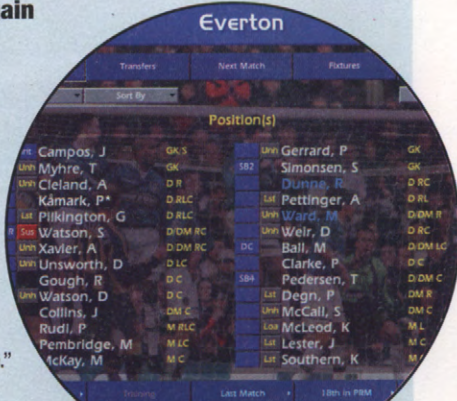 ain
Everton
Transfers Next Match Fixtures
Sort By
Position(s)
Campos, J GK/S
Unh Myhre, T GK
Unh Cleland, A D R
Kåmark, P* D RLC
Lst Pilkington, G D RLC
R Sus Watson, S D/DM RC
Unh Xavier, A D/DM RC
Unh Unsworth, D D LC
Gough, R D C
Unh Watson, D D C
Collins, J DM C
Rudi, P M RLC
Pembridge, M M LC
McKay, M M C
Unh Gerrard, P GK
SB2 Simonsen, S GK
Dunne, R D RC
Lst Pettinger, A D RL
Unh Ward, M D/DM R
Unh Weir, D D RC
DC Ball, M D/DM LC
Clarke, P D C
SB4 Pedersen, T D/DM C
Lst Degn, P DM R
Unh McCall, S DM C
Loa McLeod, K M L
Lst Lester, J M C
Lst Southern, K
."
Training Last Match 18th in PRM